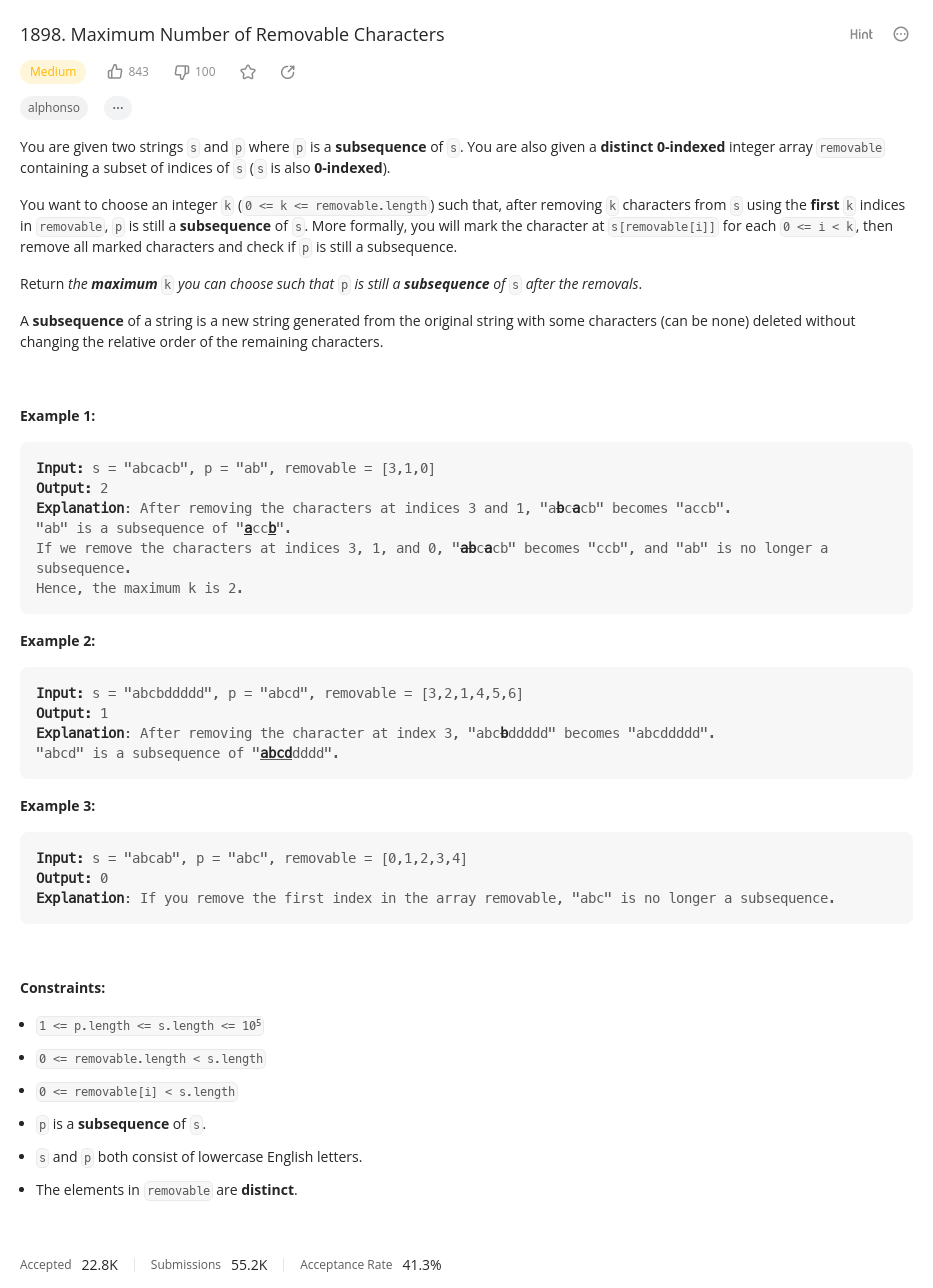 1898. Maximum Number of Removable Characters
Hint
Medium 843 100
alphonso ...
You are given two strings s and p where p is a subsequence of s. You are also given a distinct 0-indexed integer array removable
containing a subset of indices of s (s is also 0-indexed).
You want to choose an integer k (0 <= k <= removable.length) such that, after removing k characters from s using the first k indices
in removable, p is still a subsequence of s. More formally, you will mark the character at s[removable[i]] for each 0 <= i < k, then
remove all marked characters and check if p is still a subsequence.
Return the maximum k you can choose such that p is still a subsequence of s after the removals.
A subsequence of a string is a new string generated from the original string with some characters (can be none) deleted without
changing the relative order of the remaining characters.
Example 1:
Input: s = "abcacb", p = "ab", removable = [3,1,0]
Output: 2
Explanation: After removing the characters at indices 3 and 1, "abcacb" becomes "accb".
"ab" is a subsequence of "accb".
If we remove the characters at indices 3, 1, and 0, "abcacb" becomes "ccb", and "ab" is no longer a
subsequence.
Hence, the maximum k is 2.
Example 2:
Input: s = "abcbddddd", p = "abcd", removable = [3,2,1,4,5,6]
Output: 1
Explanation: After removing the character at index 3, "abcbddddd" becomes "abcddddd".
"abcd" is a subsequence of "abcddddd".
Example 3:
Input: s = "abcab", p = "abc", removable = [0,1,2,3,4]
Output: 0
Explanation: If you remove the first index in the array removable, "abc" is no longer a subsequence.
Constraints:
• 1 <= p.length <= s.length <= 10⁵
• 0 <= removable.length < s.length
• 0 <= removable[i] < s.length
• p is a subsequence of s.
• s and p both consist of lowercase English letters.
• The elements in removable are distinct.
Accepted 22.8K Submissions 55.2K Acceptance Rate 41.3%